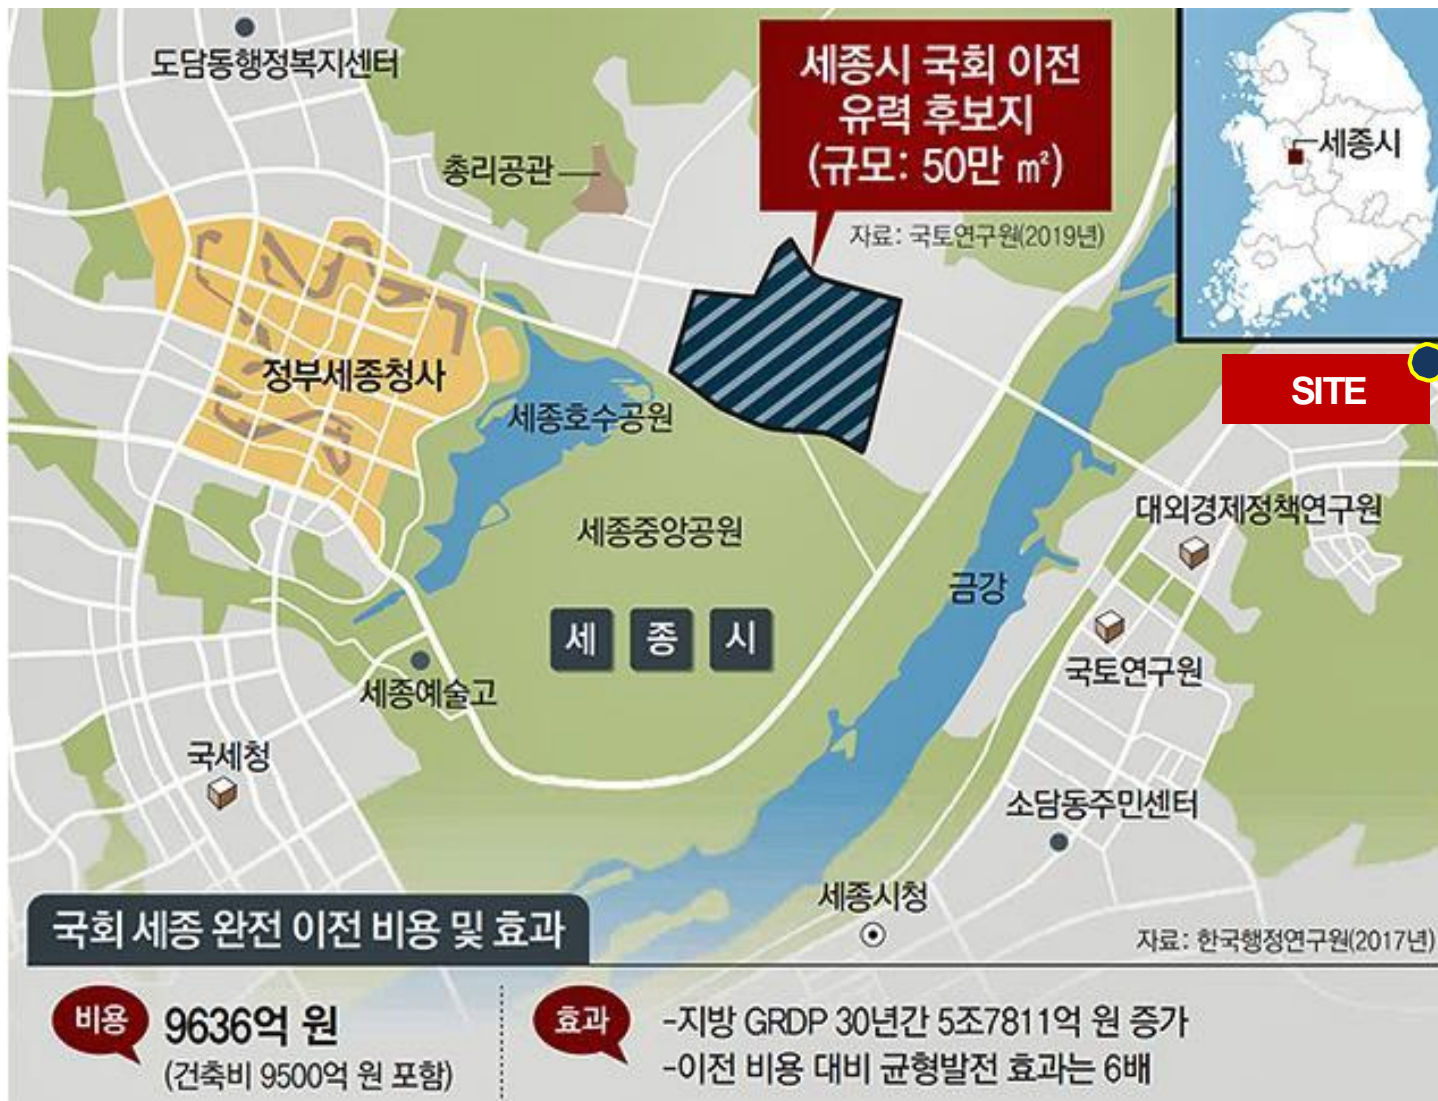 도담동행정복지센터
세종시 국회 이전
유력 후보지
(규모: 50만 ㎡)
세종시
총리공관
자료: 국토연구원(2019년)
정부세종청사
SITE
세종호수공원
대외경제정책연구원
세종중앙공원
금강
세 종 시
국토연구원
세종예술고
국세청
소담동주민센터
세종시청
국회 세종 완전 이전 비용 및 효과
자료: 한국행정연구원(2017년)
비용
9636억 원
(건축비 9500억 원 포함)
효과
-지방 GRDP 30년간 5조7811억 원 증가
-이전 비용 대비 균형발전 효과는 6배